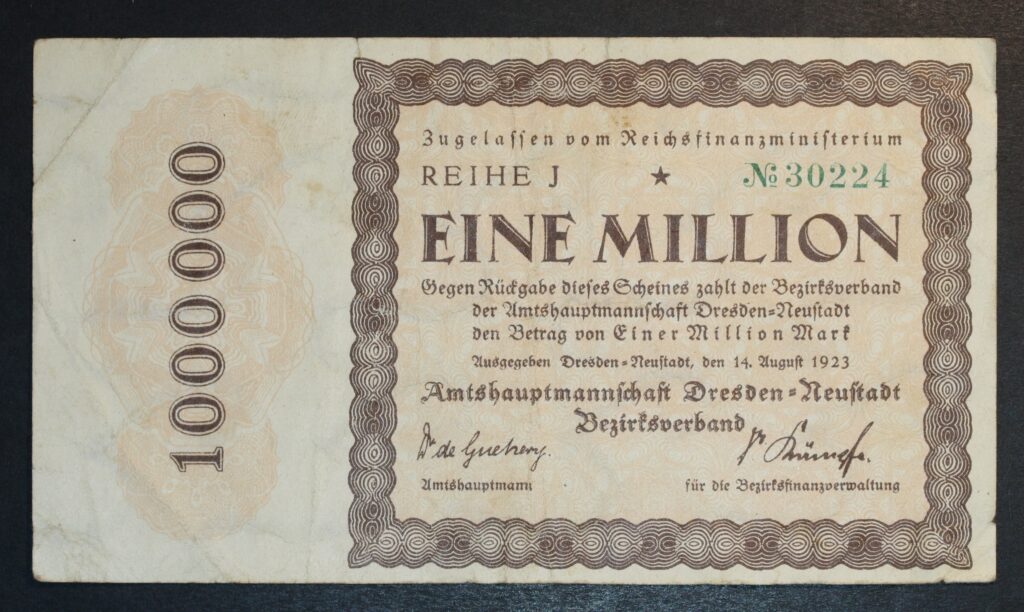 1000000
Zugelassen vom Reichsfinanzministerium
REIHE J ★ № 30224
EINE MILLION
Gegen Rückgabe dieses Scheines zahlt der Bezirksverband
der Amtshauptmannschaft Dresden=Neustadt
den Betrag von Einer Million Mark
Ausgegeben Dresden=Neustadt, den 14. August 1923
Amtshauptmannschaft Dresden=Neustadt
Bezirksverband
Amtshauptmann
für die Bezirksfinanzverwaltung